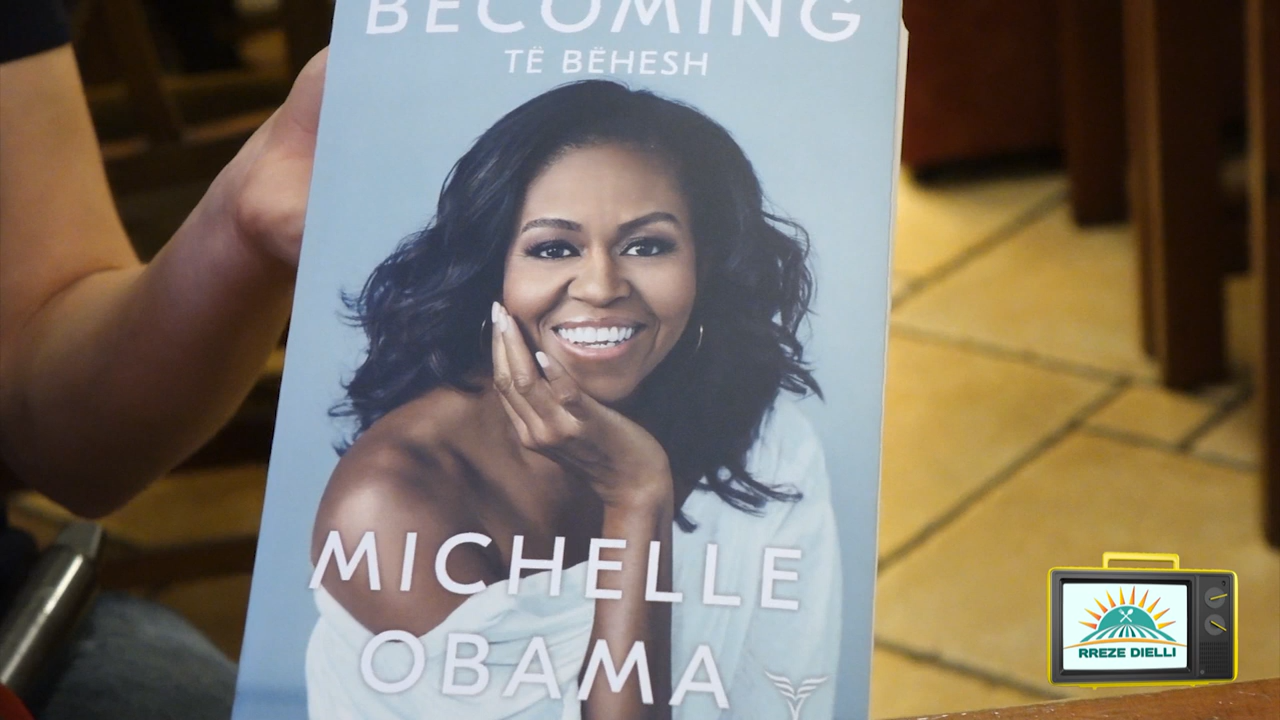 BECOMING
TË BËHESH
MICHELLE
OBAMA
RREZE DIELLI